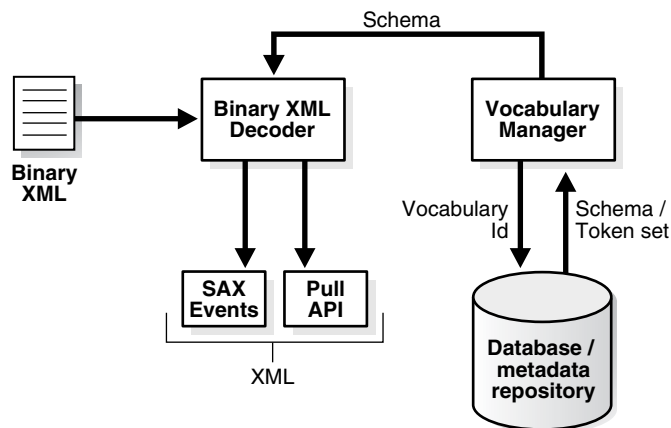 Schema
Binary XML
Decoder
Vocabulary
Manager
Binary
XML
Vocabulary
Id
Schema /
Token set
SAX
Events
Pull
API
XML
Database /
metadata
repository